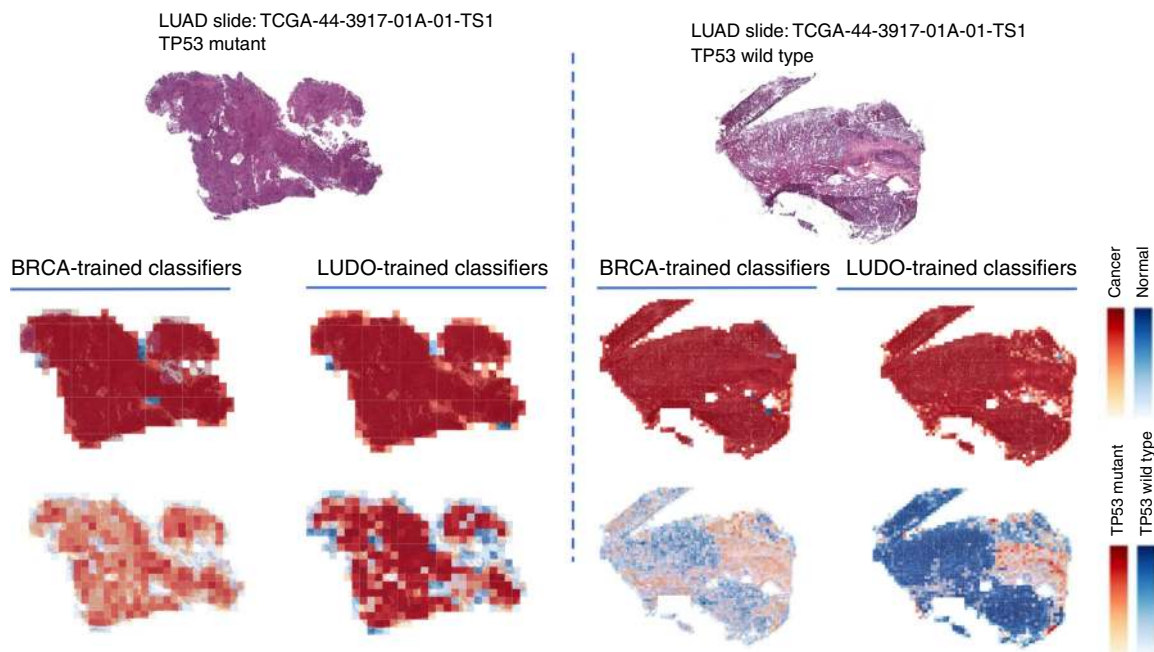 LUAD slide: TCGA-44-3917-01A-01-TS1
TP53 mutant
LUAD slide: TCGA-44-3917-01A-01-TS1
TP53 wild type
BRCA-trained classifiers
LUDO-trained classifiers
BRCA-trained classifiers
LUDO-trained classifiers
Cancer
Normal
TP53 mutant
TP53 wild type